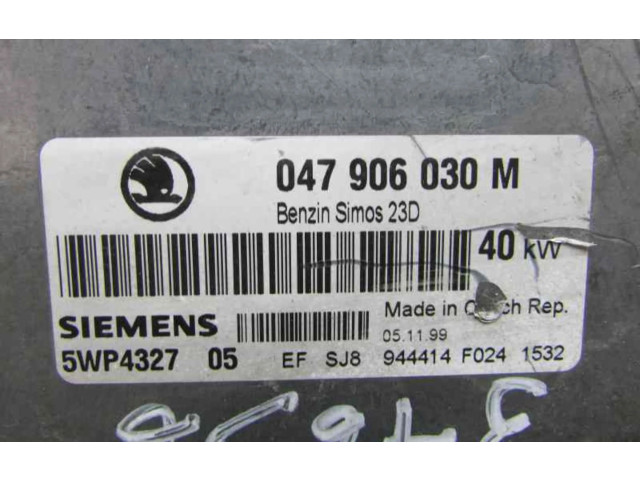 047 906 030 M
Benzin Simos 23D
40 kW
Made in Rep.
SIEMENS
05.11.99
5WP4327 05 EF SJ8 944414 F024 1532